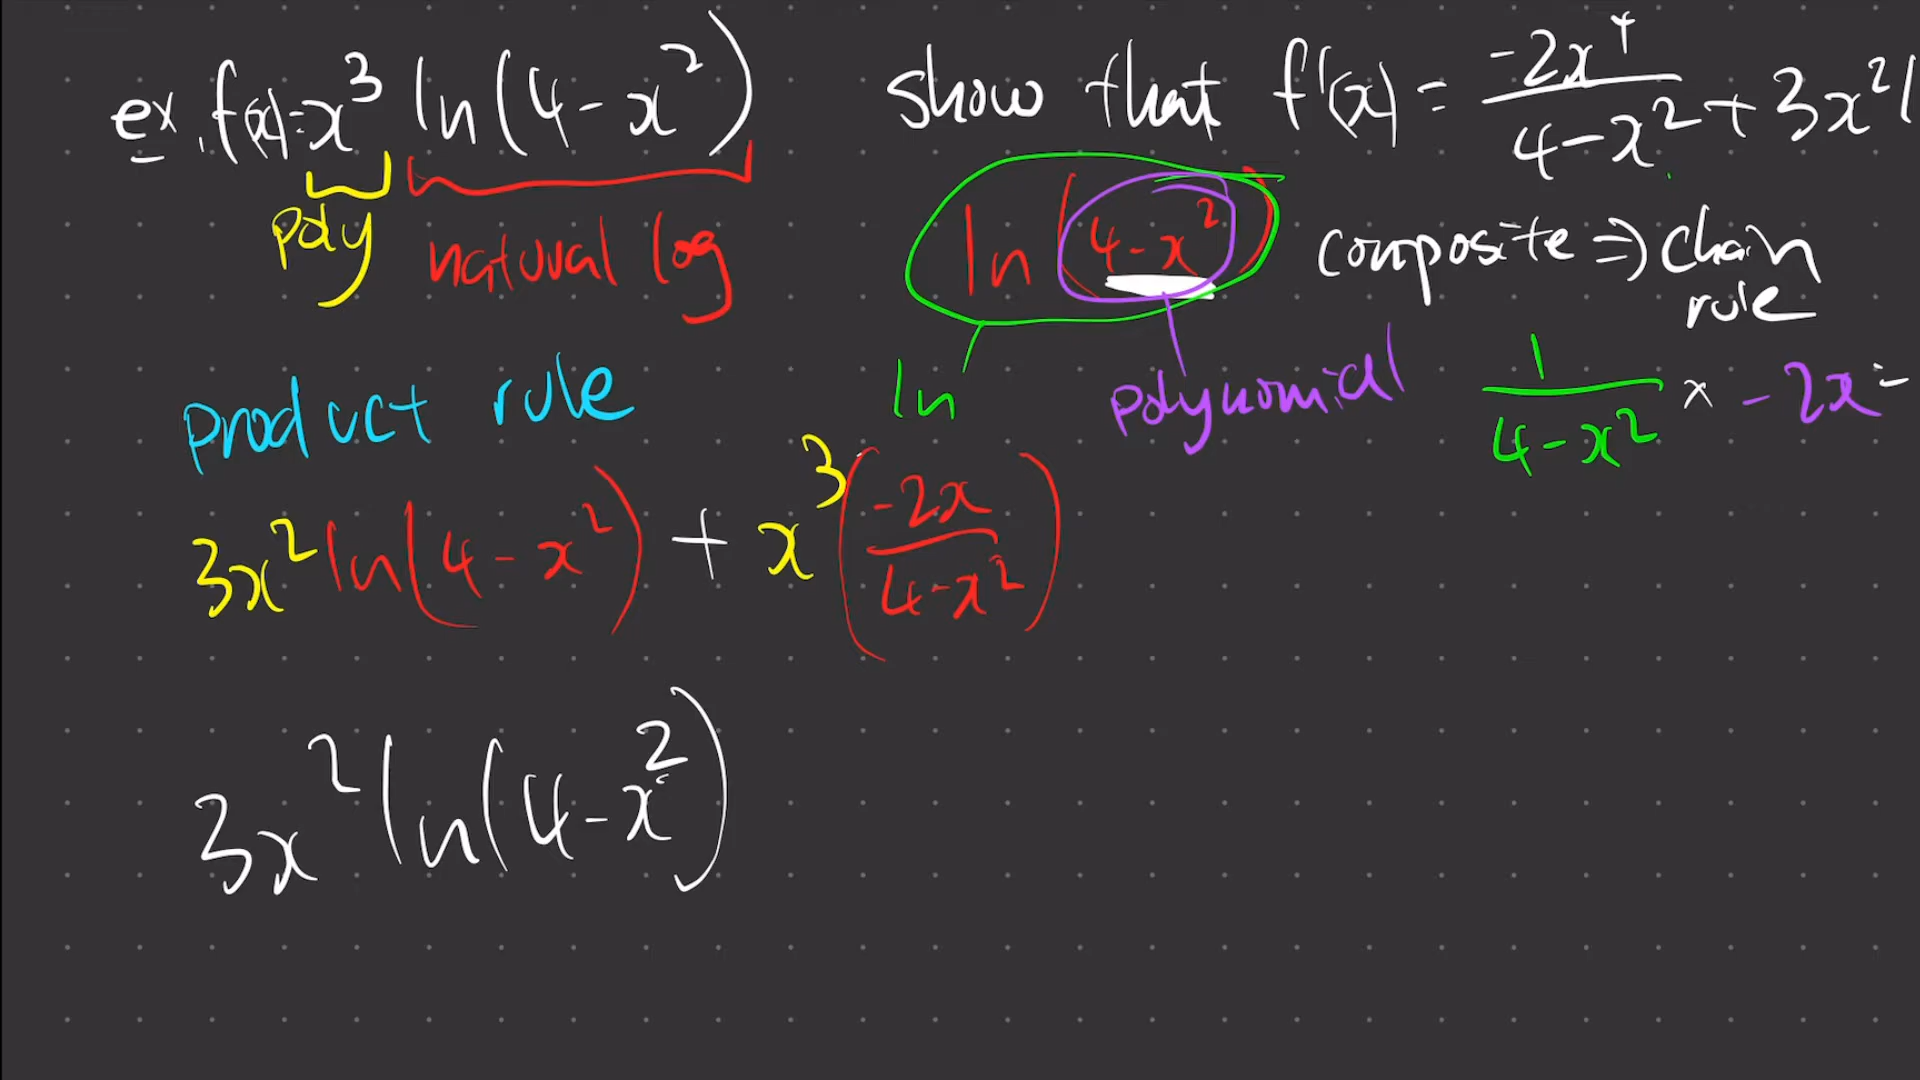 ex. f(x)=x³ ln(4-x²) show that f'(x) = -2x⁴/4-x² + 3x² l
poly natural log ln(4-x²) composite ⇒ chain rule
product rule ln polynomial 1/4-x² × -2x =
3x² ln(4-x²) + x³(-2x/4-x²)
3x² ln(4-x²)